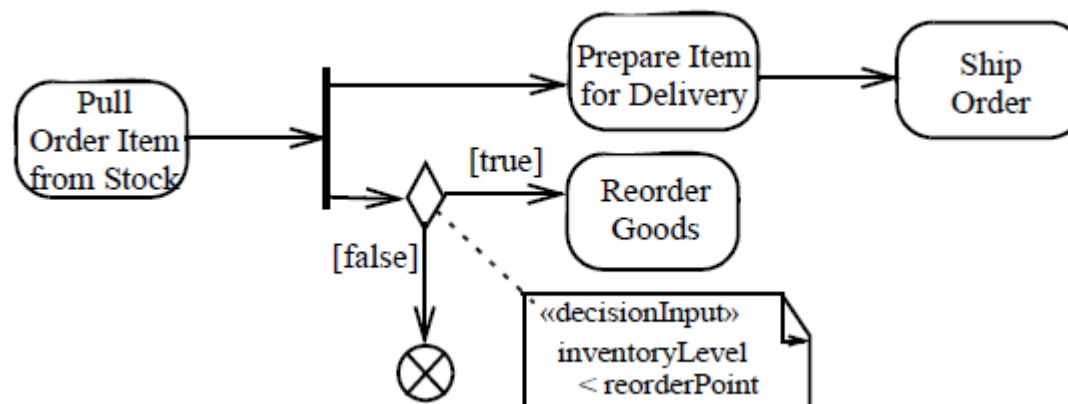 Pull
Order Item
from Stock
Prepare Item
for Delivery
Ship
Order
[true]
Reorder
Goods
[false]
«decisionInput»
inventoryLevel
< reorderPoint